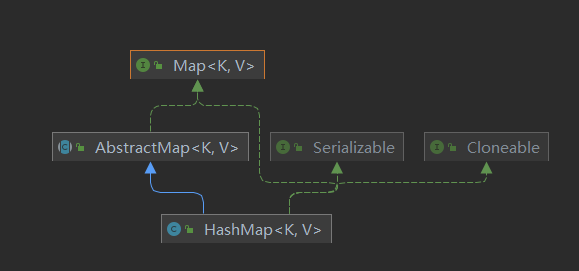 I Map<K, V>
C AbstractMap<K, V>
I Serializable
I Cloneable
C HashMap<K, V>